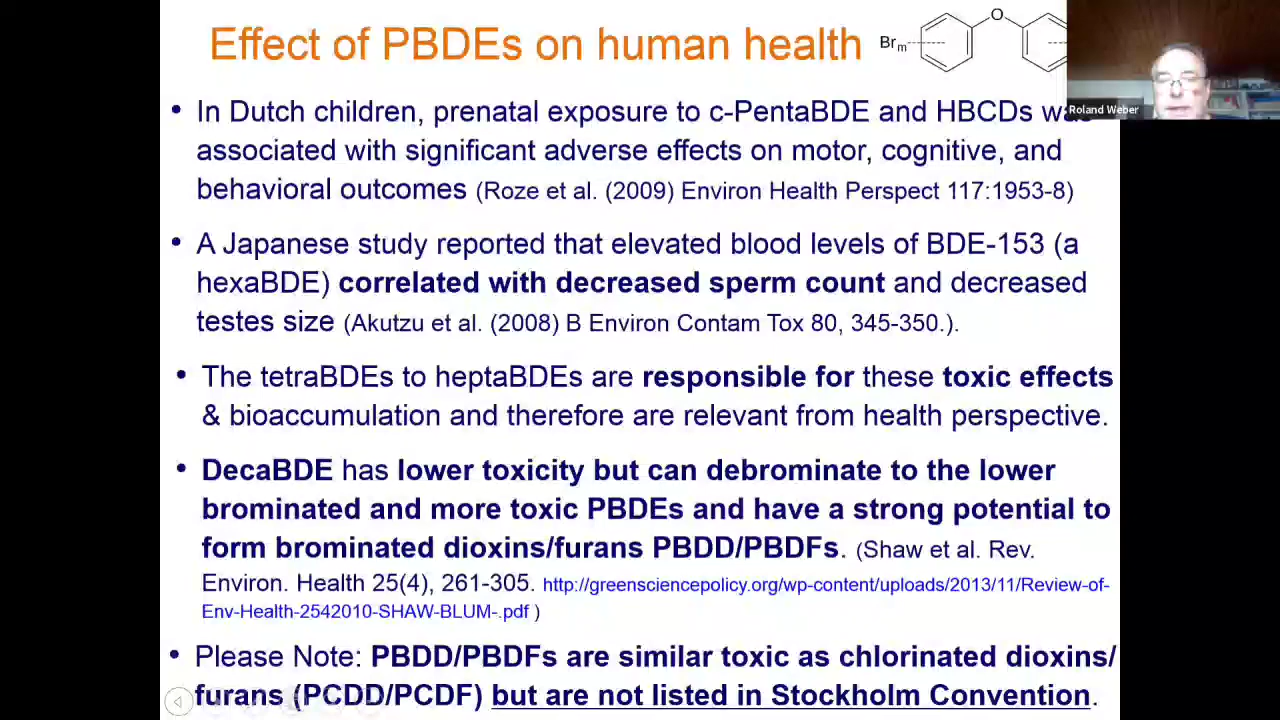 Effect of PBDEs on human health
O
Br m
Roland Weber
• In Dutch children, prenatal exposure to c-PentaBDE and HBCDs
associated with significant adverse effects on motor, cognitive, and
behavioral outcomes (Roze et al. (2009) Environ Health Perspect 117:1953-8)
• A Japanese study reported that elevated blood levels of BDE-153 (a
hexaBDE) correlated with decreased sperm count and decreased
testes size (Akutzu et al. (2008) B Environ Contam Tox 80, 345-350.).
• The tetraBDEs to heptaBDEs are responsible for these toxic effects
& bioaccumulation and therefore are relevant from health perspective.
• DecaBDE has lower toxicity but can debrominate to the lower
brominated and more toxic PBDEs and have a strong potential to
form brominated dioxins/furans PBDD/PBDFs. (Shaw et al. Rev.
Environ. Health 25(4), 261-305. http://greensciencepolicy.org/wp-content/uploads/2013/11/Review-of-
Env-Health-2542010-SHAW-BLUM-.pdf )
• Please Note: PBDD/PBDFs are similar toxic as chlorinated dioxins/
furans (PCDD/PCDF) but are not listed in Stockholm Convention.